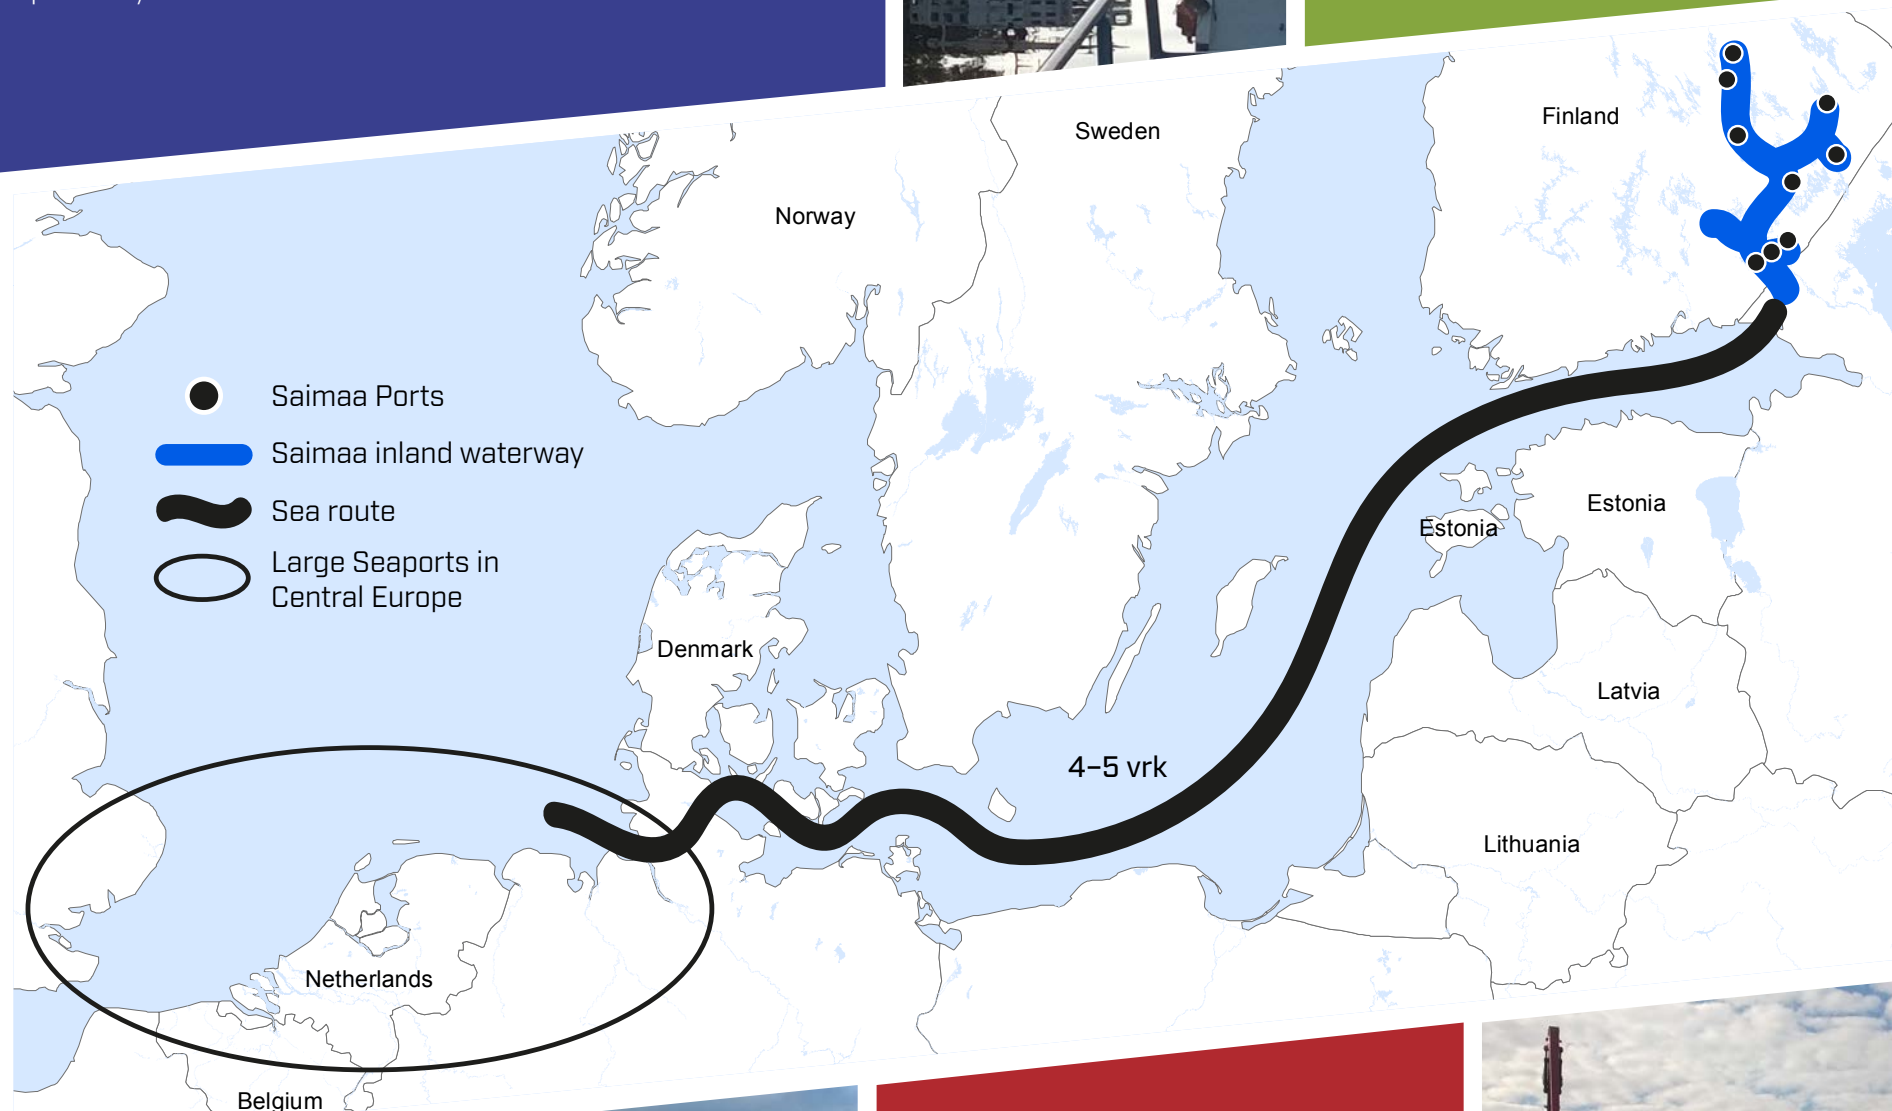 Sweden
Finland
Norway
Saimaa Ports
Saimaa inland waterway
Sea route
Large Seaports in
Central Europe
Estonia
Estonia
Denmark
Latvia
4–5 vrk
Lithuania
Netherlands
Belgium